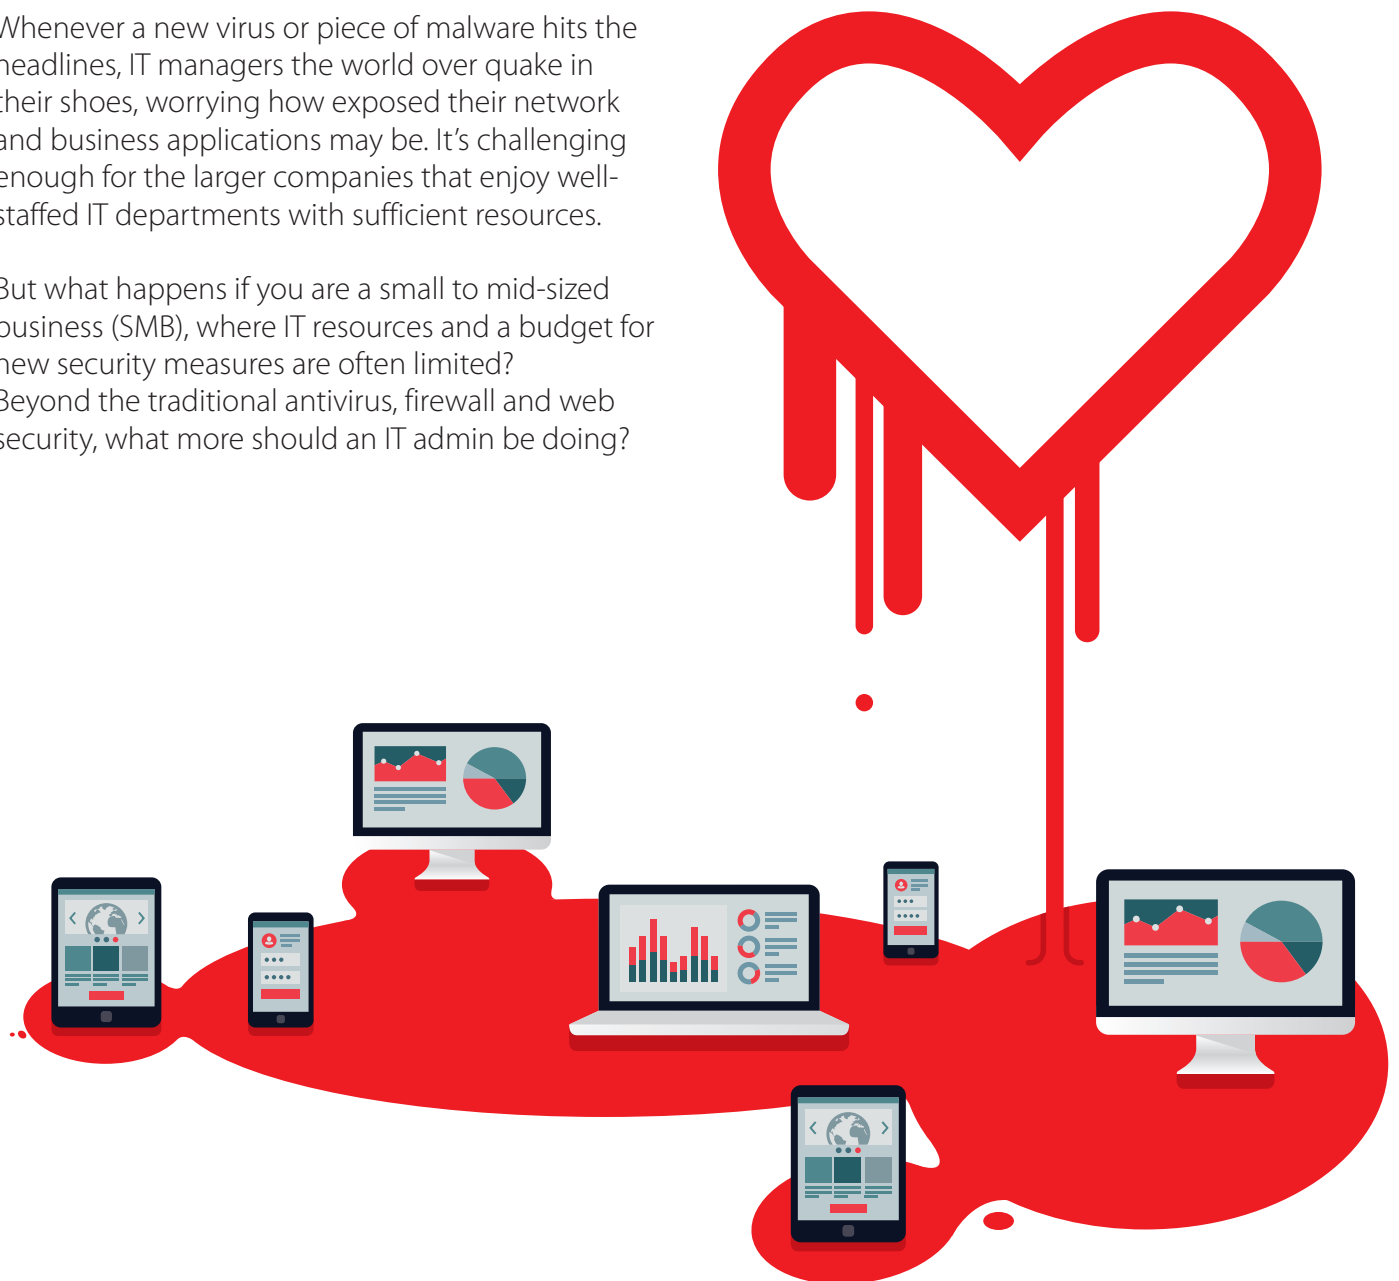 Whenever a new virus or piece of malware hits the
headlines, IT managers the world over quake in
their shoes, worrying how exposed their network
and business applications may be. It’s challenging
enough for the larger companies that enjoy well-
staffed IT departments with sufficient resources.
But what happens if you are a small to mid-sized
business (SMB), where IT resources and a budget for
new security measures are often limited?
Beyond the traditional antivirus, firewall and web
security, what more should an IT admin be doing?